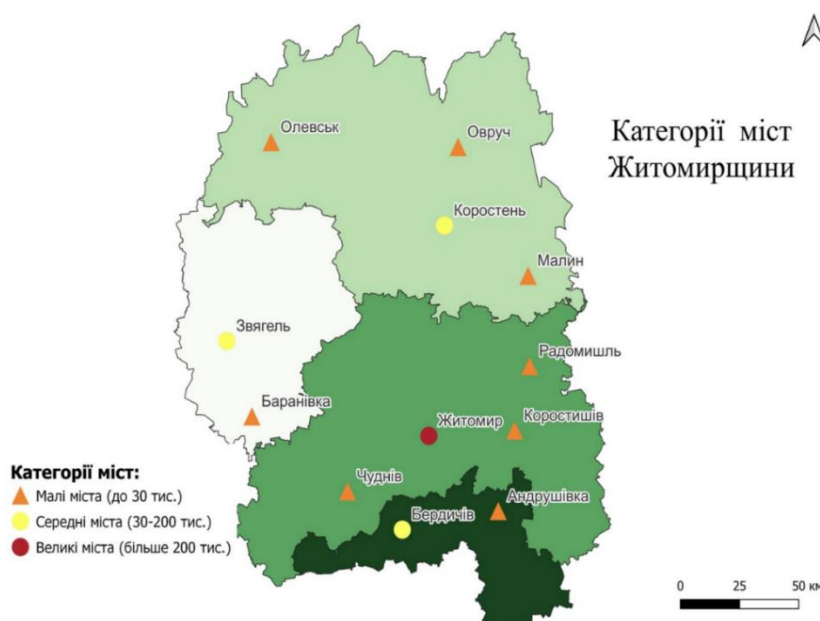 Категорії міст
Житомирщини
Олевськ
Овруч
Коростень
Малин
Звягель
Радомишль
Баранівка
Житомир
Коростишів
Чуднів
Андрушівка
Бердичів
Категорії міст:
Малі міста (до 30 тис.)
Середні міста (30-200 тис.)
Великі міста (більше 200 тис.)
0 25 50 км